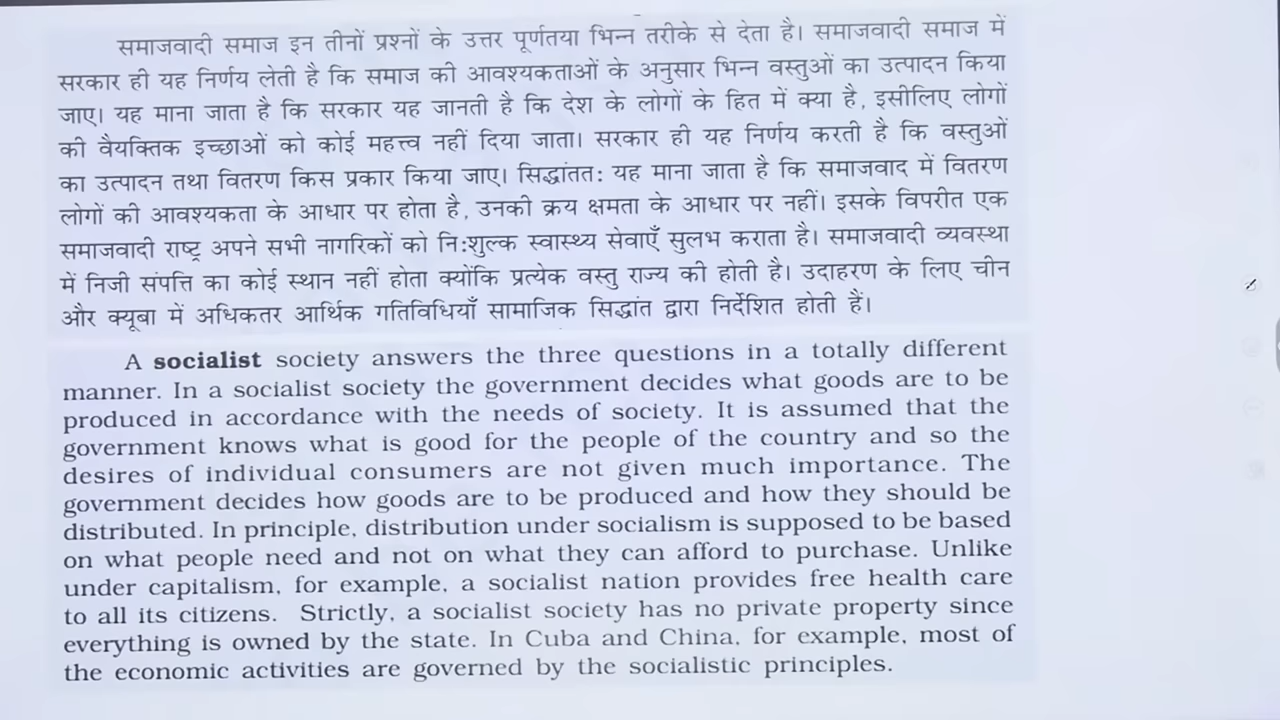 समाजवादी समाज इन तीनों प्रश्नों के उत्तर पूर्णतया भिन्न तरीके से देता है। समाजवादी समाज में
सरकार ही यह निर्णय लेती है कि समाज की आवश्यकताओं के अनुसार भिन्न वस्तुओं का उत्पादन किया
जाए। यह माना जाता है कि सरकार यह जानती है कि देश के लोगों के हित में क्या है, इसीलिए लोगों
की वैयक्तिक इच्छाओं को कोई महत्त्व नहीं दिया जाता। सरकार ही यह निर्णय करती है कि वस्तुओं
का उत्पादन तथा वितरण किस प्रकार किया जाए। सिद्धांततः यह माना जाता है कि समाजवाद में वितरण
लोगों की आवश्यकता के आधार पर होता है, उनकी क्रय क्षमता के आधार पर नहीं। इसके विपरीत एक
समाजवादी राष्ट्र अपने सभी नागरिकों को निःशुल्क स्वास्थ्य सेवाएँ सुलभ कराता है। समाजवादी व्यवस्था
में निजी संपत्ति का कोई स्थान नहीं होता क्योंकि प्रत्येक वस्तु राज्य की होती है। उदाहरण के लिए चीन
और क्यूबा में अधिकतर आर्थिक गतिविधियाँ सामाजिक सिद्धांत द्वारा निर्देशित होती हैं।
A socialist society answers the three questions in a totally different
manner. In a socialist society the government decides what goods are to be
produced in accordance with the needs of society. It is assumed that the
government knows what is good for the people of the country and so the
desires of individual consumers are not given much importance. The
government decides how goods are to be produced and how they should be
distributed. In principle, distribution under socialism is supposed to be based
on what people need and not on what they can afford to purchase. Unlike
under capitalism, for example, a socialist nation provides free health care
to all its citizens. Strictly, a socialist society has no private property since
everything is owned by the state. In Cuba and China, for example, most of
the economic activities are governed by the socialistic principles.